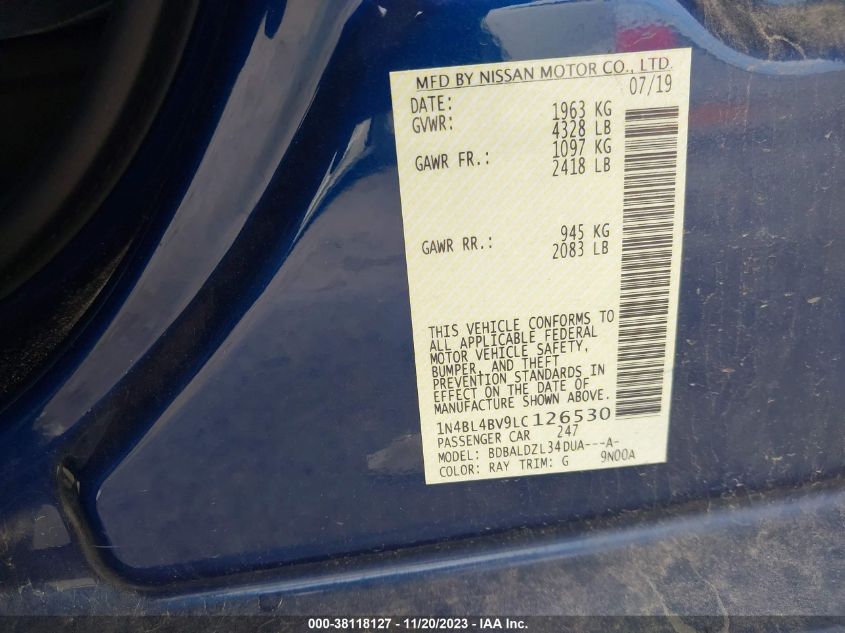 MFD BY NISSAN MOTOR CO., LTD.
DATE: 07/19
GVWR: 1963 KG
4328 LB
GAWR FR.: 1097 KG
2418 LB
GAWR RR.: 945 KG
2083 LB
THIS VEHICLE CONFORMS TO
ALL APPLICABLE FEDERAL
MOTOR VEHICLE SAFETY,
BUMPER, AND THEFT
PREVENTION STANDARDS IN
EFFECT ON THE DATE OF
MANUFACTURE SHOWN ABOVE.
1N4BL4BV9LC126530
PASSENGER CAR 247
MODEL: BDBALDZL34DUA---A-
COLOR: RAY TRIM: G 9N00A
000-38118127 - 11/20/2023 - IAA Inc.